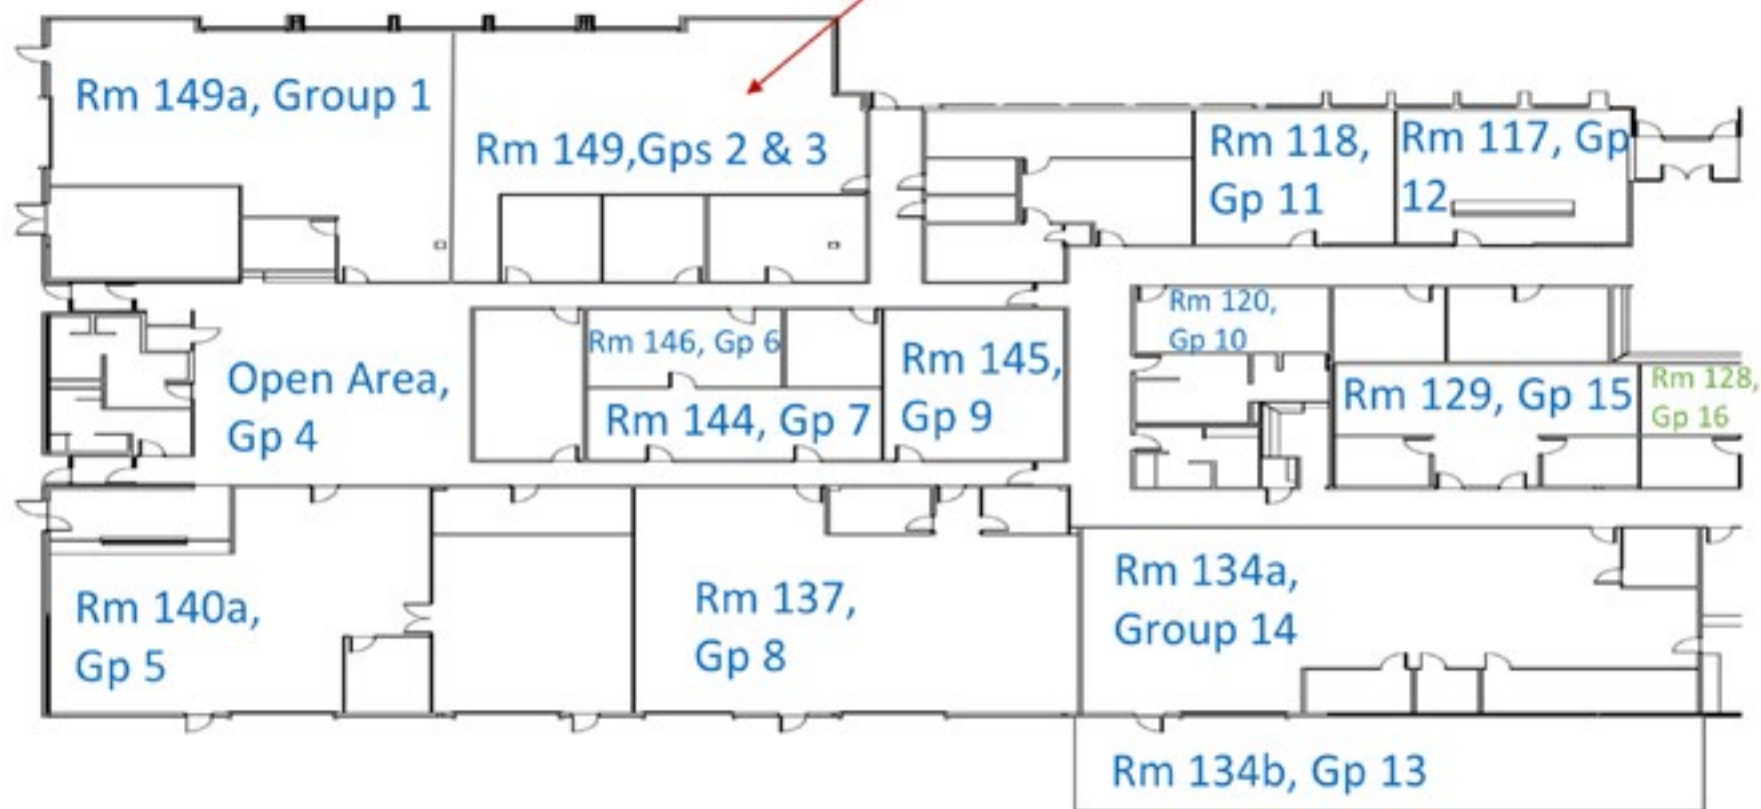 Rm 149a, Group 1
Rm 149,Gps 2 & 3
Rm 118,
Gp 11
Rm 117, Gp
12
Rm 120,
Gp 10
Rm 146, Gp 6
Rm 145,
Gp 9
Open Area,
Gp 4
Rm 144, Gp 7
Rm 129, Gp 15
Rm 128,
Gp 16
Rm 140a,
Gp 5
Rm 137,
Gp 8
Rm 134a,
Group 14
Rm 134b, Gp 13